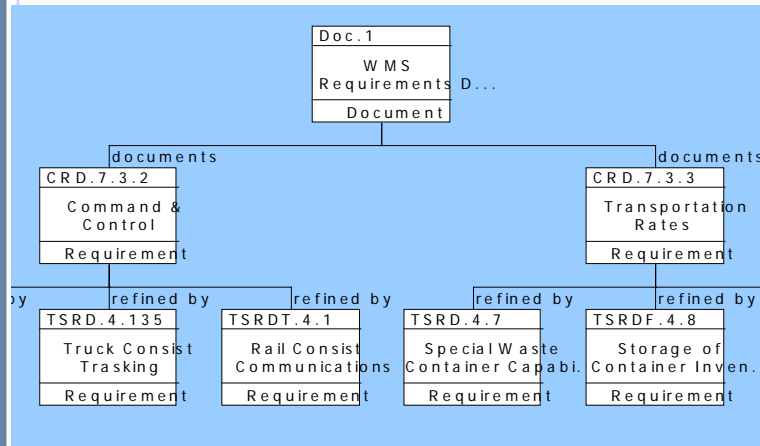 Doc.1
WMS
Requirements D...
Document
documents
documents
CRD.7.3.2
Command &
Control
Requirement
CRD.7.3.3
Transportation
Rates
Requirement
by
refined by
refined by
refined by
refined by
TSRD.4.135
Truck Consist
Trasking
Requirement
TSRDT.4.1
Rail Consist
Communications
Requirement
TSRD.4.7
Special Waste
Container Capabi.
Requirement
TSRDF.4.8
Storage of
Container Inven.
Requirement